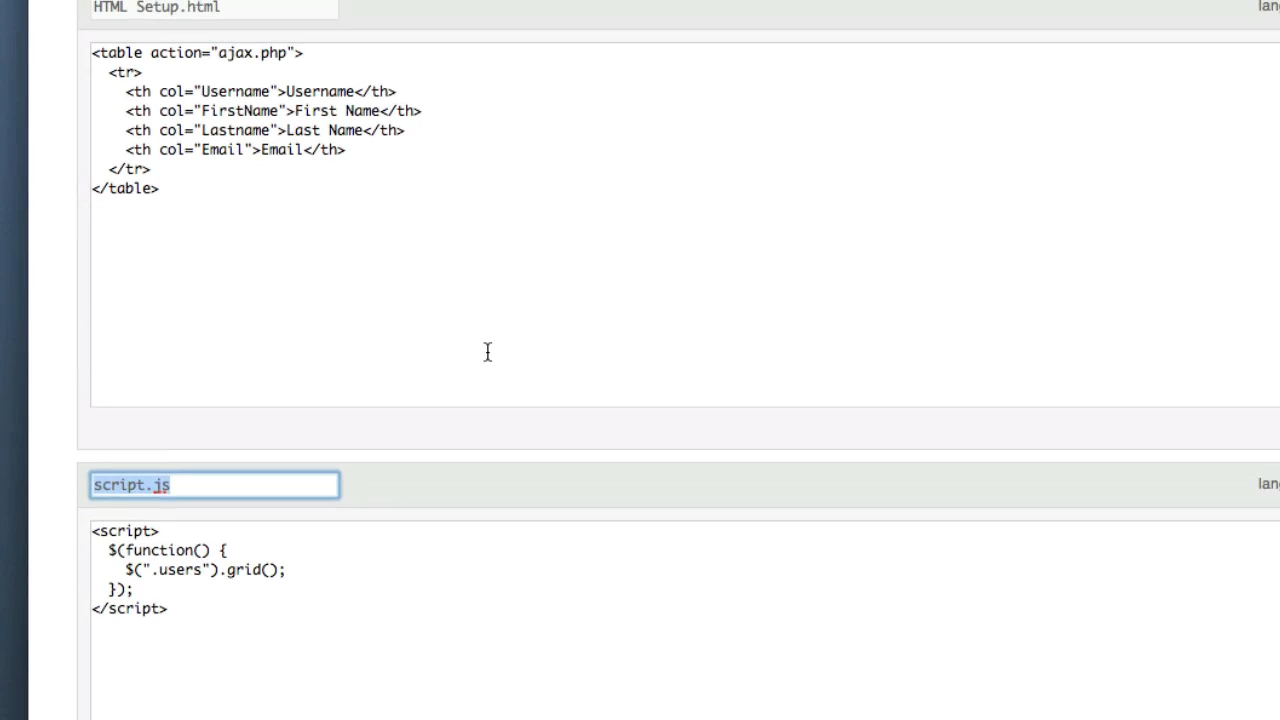 HTML Setup.html
lan
<table action="ajax.php">
<tr>
<th col="Username">Username</th>
<th col="FirstName">First Name</th>
<th col="Lastname">Last Name</th>
<th col="Email">Email</th>
</tr>
</table>
script.js
lan
<script>
$(function() {
$(".users").grid();
});
</script>